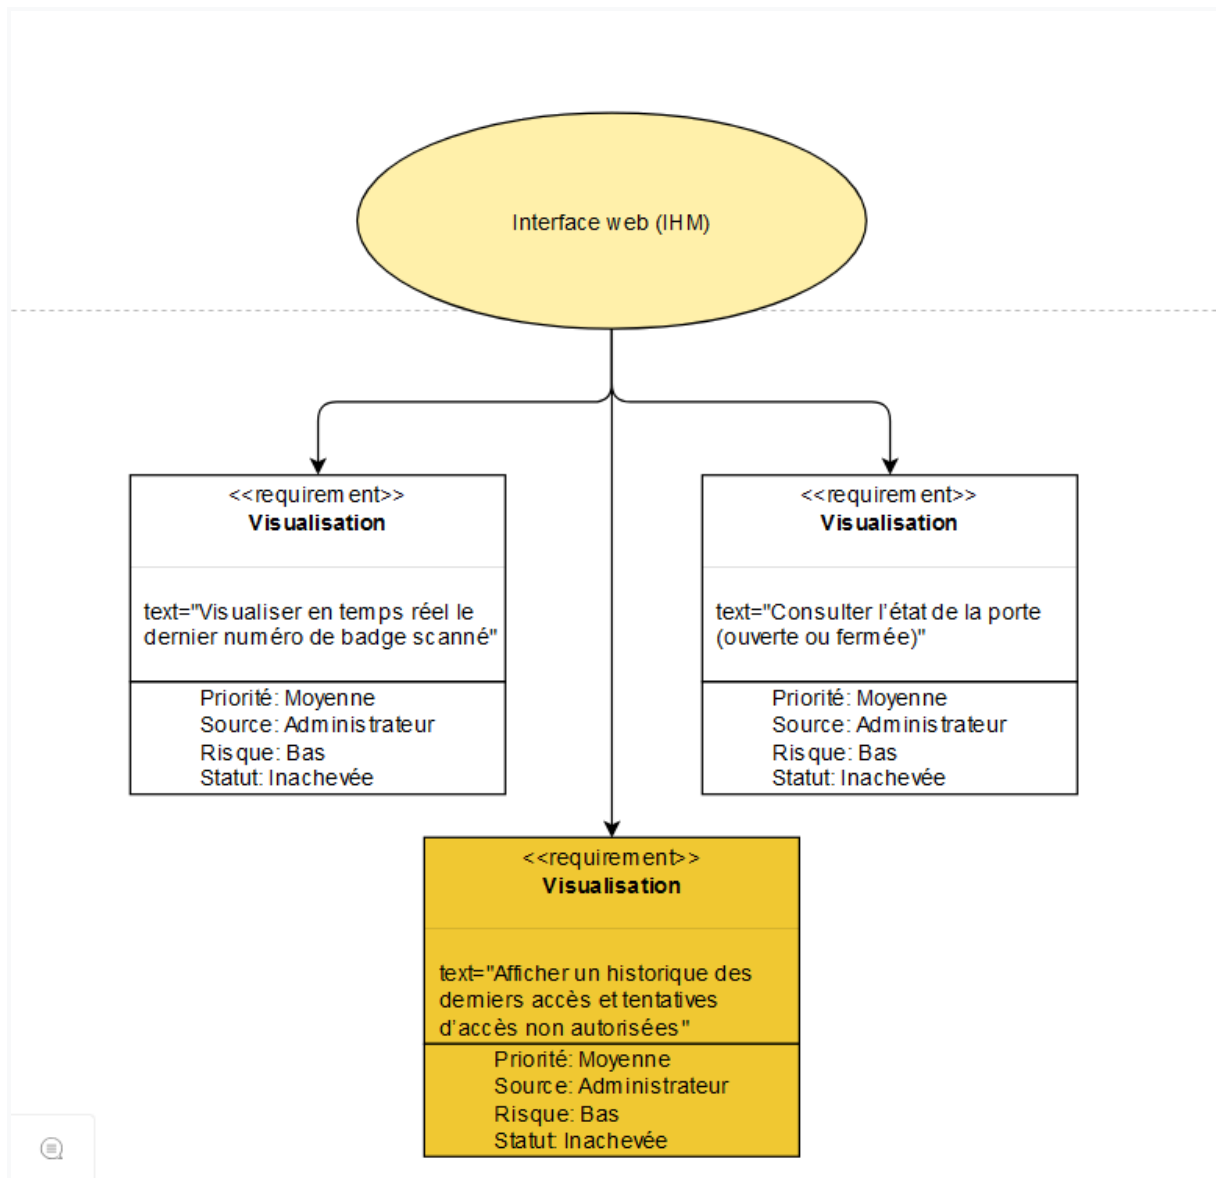 Interface web (IHM)
<<requirement>>
Visualisation
text="Visualiser en temps réel le
dernier numéro de badge scanné"
Priorité: Moyenne
Source: Administrateur
Risque: Bas
Statut: Inachevée
<<requirement>>
Visualisation
text="Consulter l'état de la porte
(ouverte ou fermée)"
Priorité: Moyenne
Source: Administrateur
Risque: Bas
Statut: Inachevée
<<requirement>>
Visualisation
text="Afficher un historique des
derniers accès et tentatives
d'accès non autorisées"
Priorité: Moyenne
Source: Administrateur
Risque: Bas
Statut: Inachevée